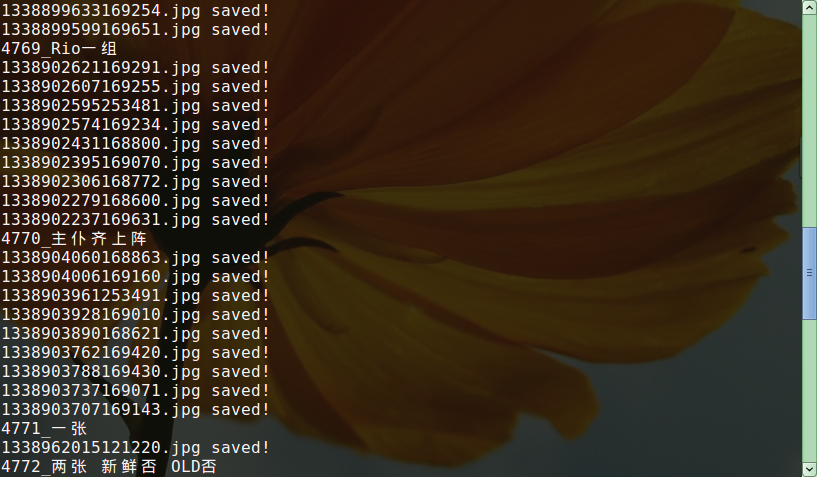 1338899633169254.jpg saved!
1338899599169651.jpg saved!
4769_Rio一组
1338902621169291.jpg saved!
1338902607169255.jpg saved!
1338902595253481.jpg saved!
1338902574169234.jpg saved!
1338902431168800.jpg saved!
1338902395169070.jpg saved!
1338902306168772.jpg saved!
1338902279168600.jpg saved!
1338902237169631.jpg saved!
4770_主仆齐上阵
1338904060168863.jpg saved!
1338904006169160.jpg saved!
1338903961253491.jpg saved!
1338903928169010.jpg saved!
1338903890168621.jpg saved!
1338903762169420.jpg saved!
1338903788169430.jpg saved!
1338903737169071.jpg saved!
1338903707169143.jpg saved!
4771_一张
1338962015121220.jpg saved!
4772_两张 新鲜否 OLD否